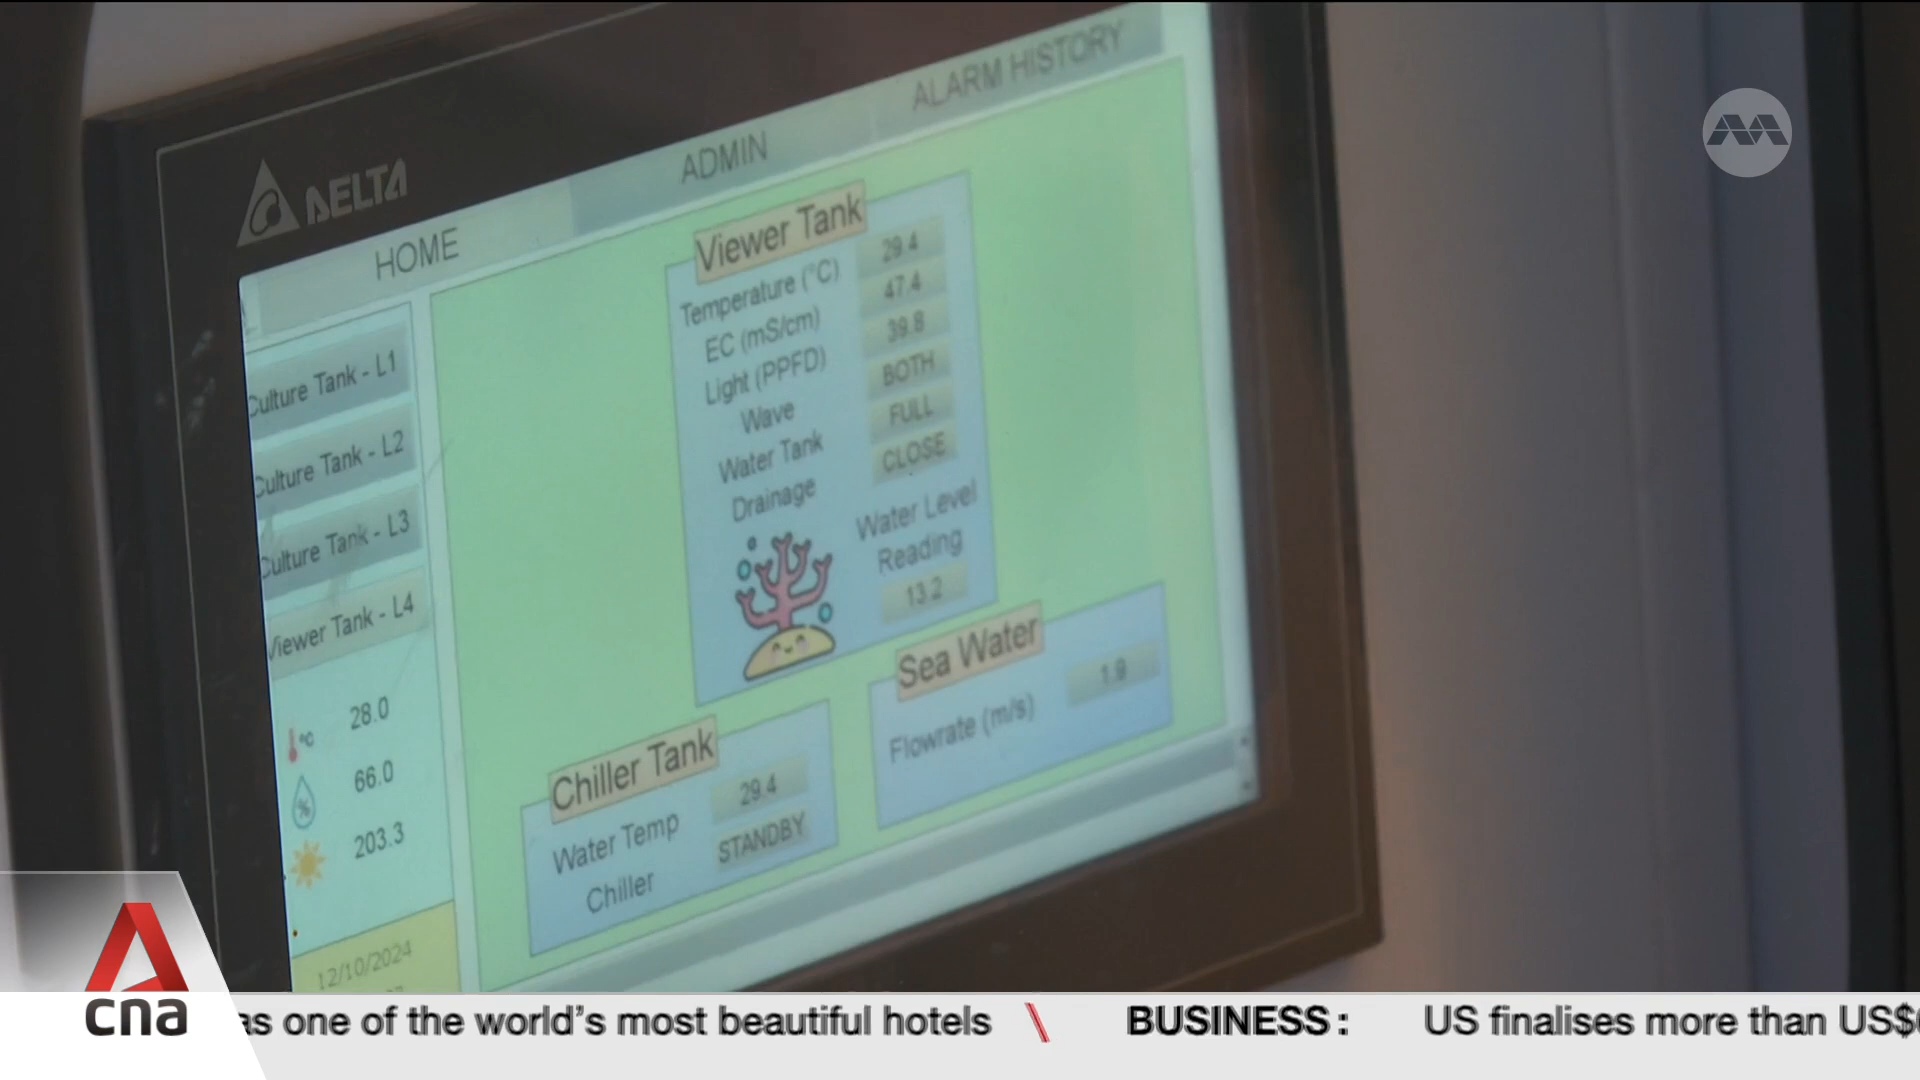 DELTA
HOME
ADMIN
ALARM HISTORY
Culture Tank - L1
Culture Tank - L2
Culture Tank - L3
Viewer Tank - L4
°C 28.0
% 66.0
203.3
12/10/2024
Viewer Tank
Temperature (°C) 29.4
EC (mS/cm) 47.4
Light (PPFD) 39.8
Wave BOTH
Water Tank FULL
Drainage CLOSE
Water Level
Reading
13.2
Sea Water
Flowrate (m/s) 1.9
Chiller Tank
Water Temp 29.4
Chiller STANDBY
cna
as one of the world's most beautiful hotels \ BUSINESS: US finalises more than US$